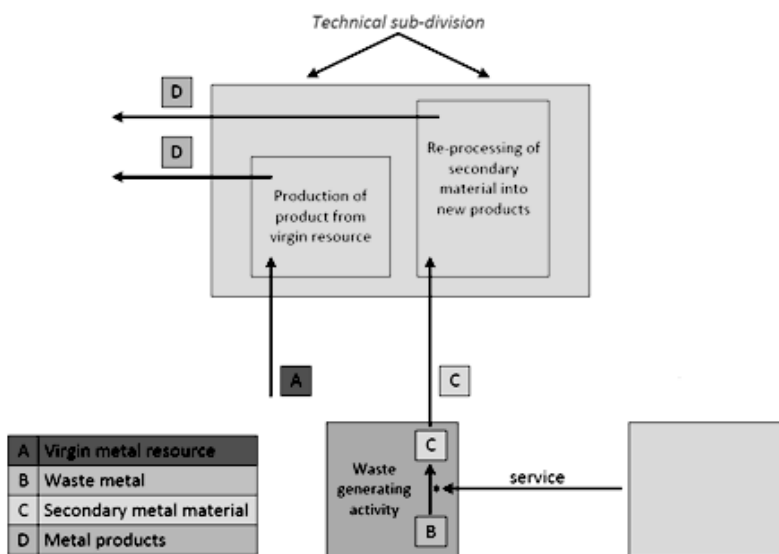 Technical sub-division
D
D
Re-processing of
secondary
material into
new products
Production of
product from
virgin resource
A
C
A Virgin metal resource
B Waste metal
C Secondary metal material
D Metal products
C
Waste
generating
activity
*
B
service